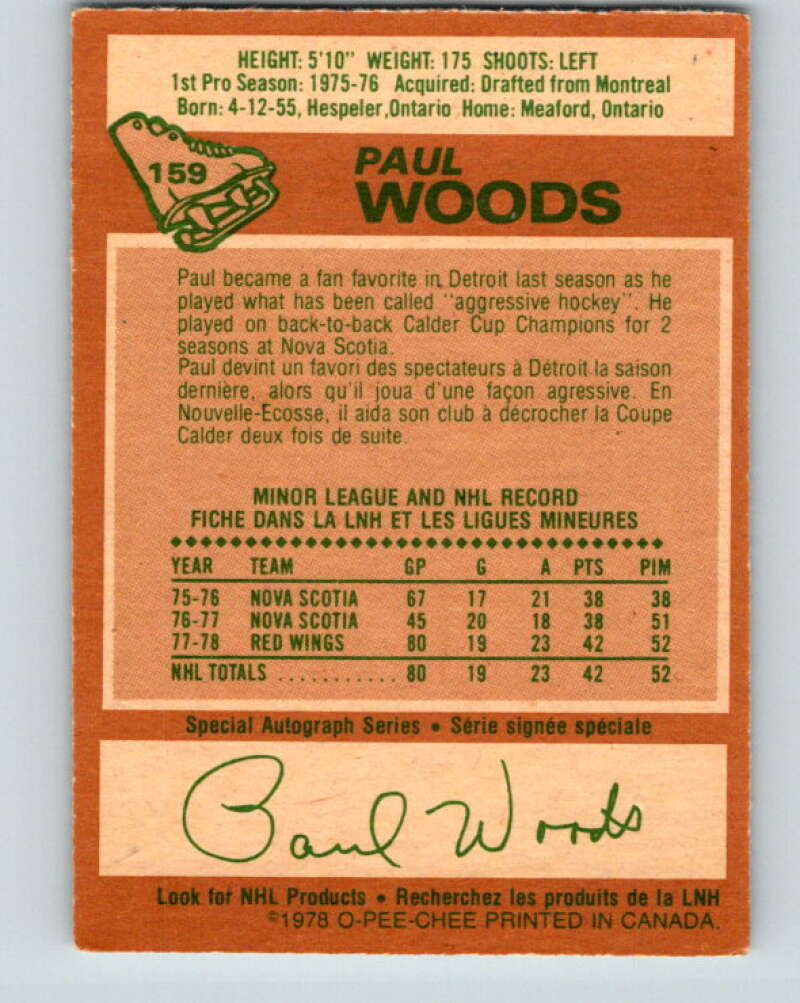 HEIGHT: 5'10" WEIGHT: 175 SHOOTS: LEFT
1st Pro Season: 1975-76 Acquired: Drafted from Montreal
Born: 4-12-55, Hespeler, Ontario Home: Meaford, Ontario
159
PAUL
WOODS
Paul became a fan favorite in Detroit last season as he
played what has been called "aggressive hockey". He
played on back-to-back Calder Cup Champions for 2
seasons at Nova Scotia.
Paul devint un favori des spectateurs à Détroit la saison
dernière, alors qu'il joua d'une façon agressive. En
Nouvelle-Ecosse, il aida son club à décrocher la Coupe
Calder deux fois de suite.
MINOR LEAGUE AND NHL RECORD
FICHE DANS LA LNH ET LES LIGUES MINEURES
YEAR TEAM GP G A PTS PIM
75-76 NOVA SCOTIA 67 17 21 38 38
76-77 NOVA SCOTIA 45 20 18 38 51
77-78 RED WINGS 80 19 23 42 52
NHL TOTALS ........... 80 19 23 42 52
Special Autograph Series • Série signée spéciale
Paul Woods
Look for NHL Products • Recherchez les produits de la LNH
©1978 O-PEE-CHEE PRINTED IN CANADA.